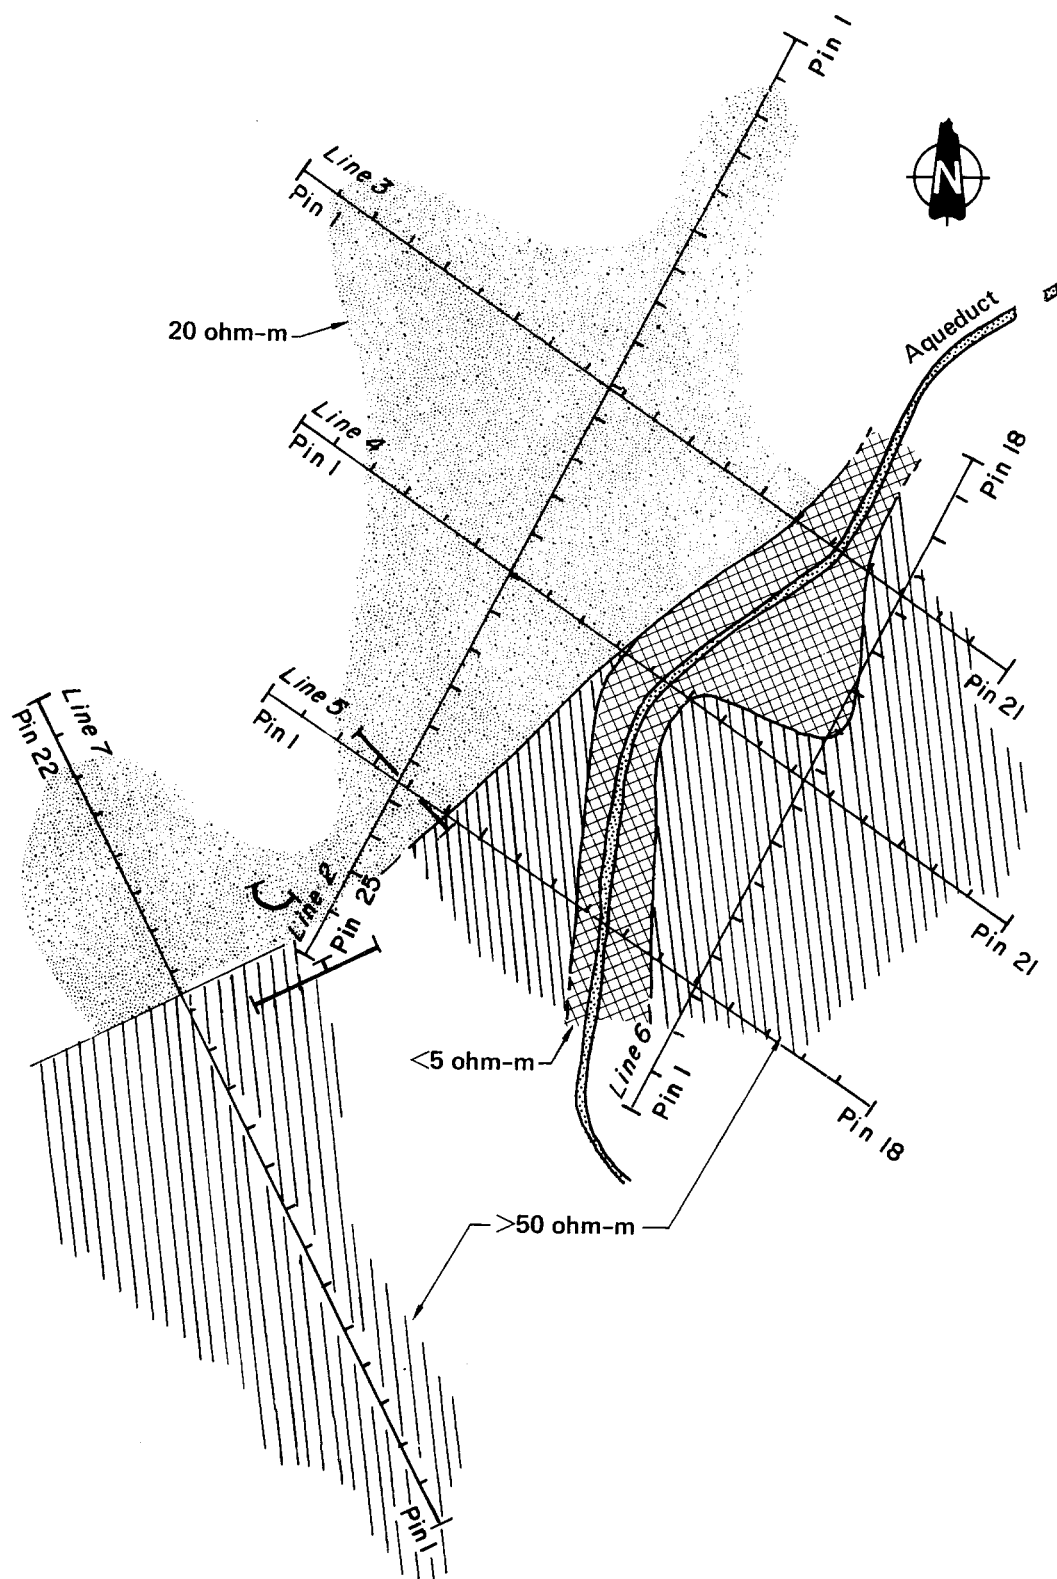 Pin 1
Line 3
Pin 1
N
Aqueduct
20 ohm-m
Line 4
Pin 1
Pin 18
Line 5
Pin 1
Pin 21
Line 7
Pin 22
Line 2
Pin 25
Pin 21
<5 ohm-m
Line 6
Pin 1
Pin 18
>50 ohm-m
Pin 1